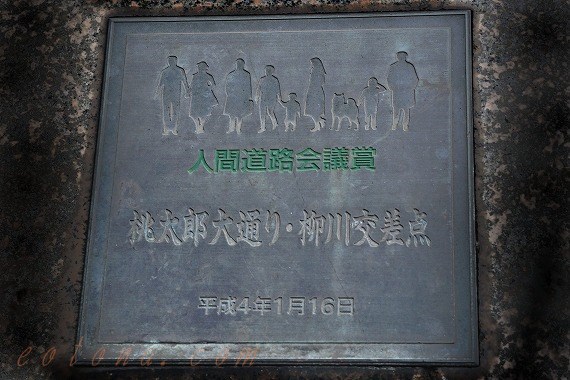 人間道路会議賞
桃太郎大通り・柳川交差点
平成4年1月16日